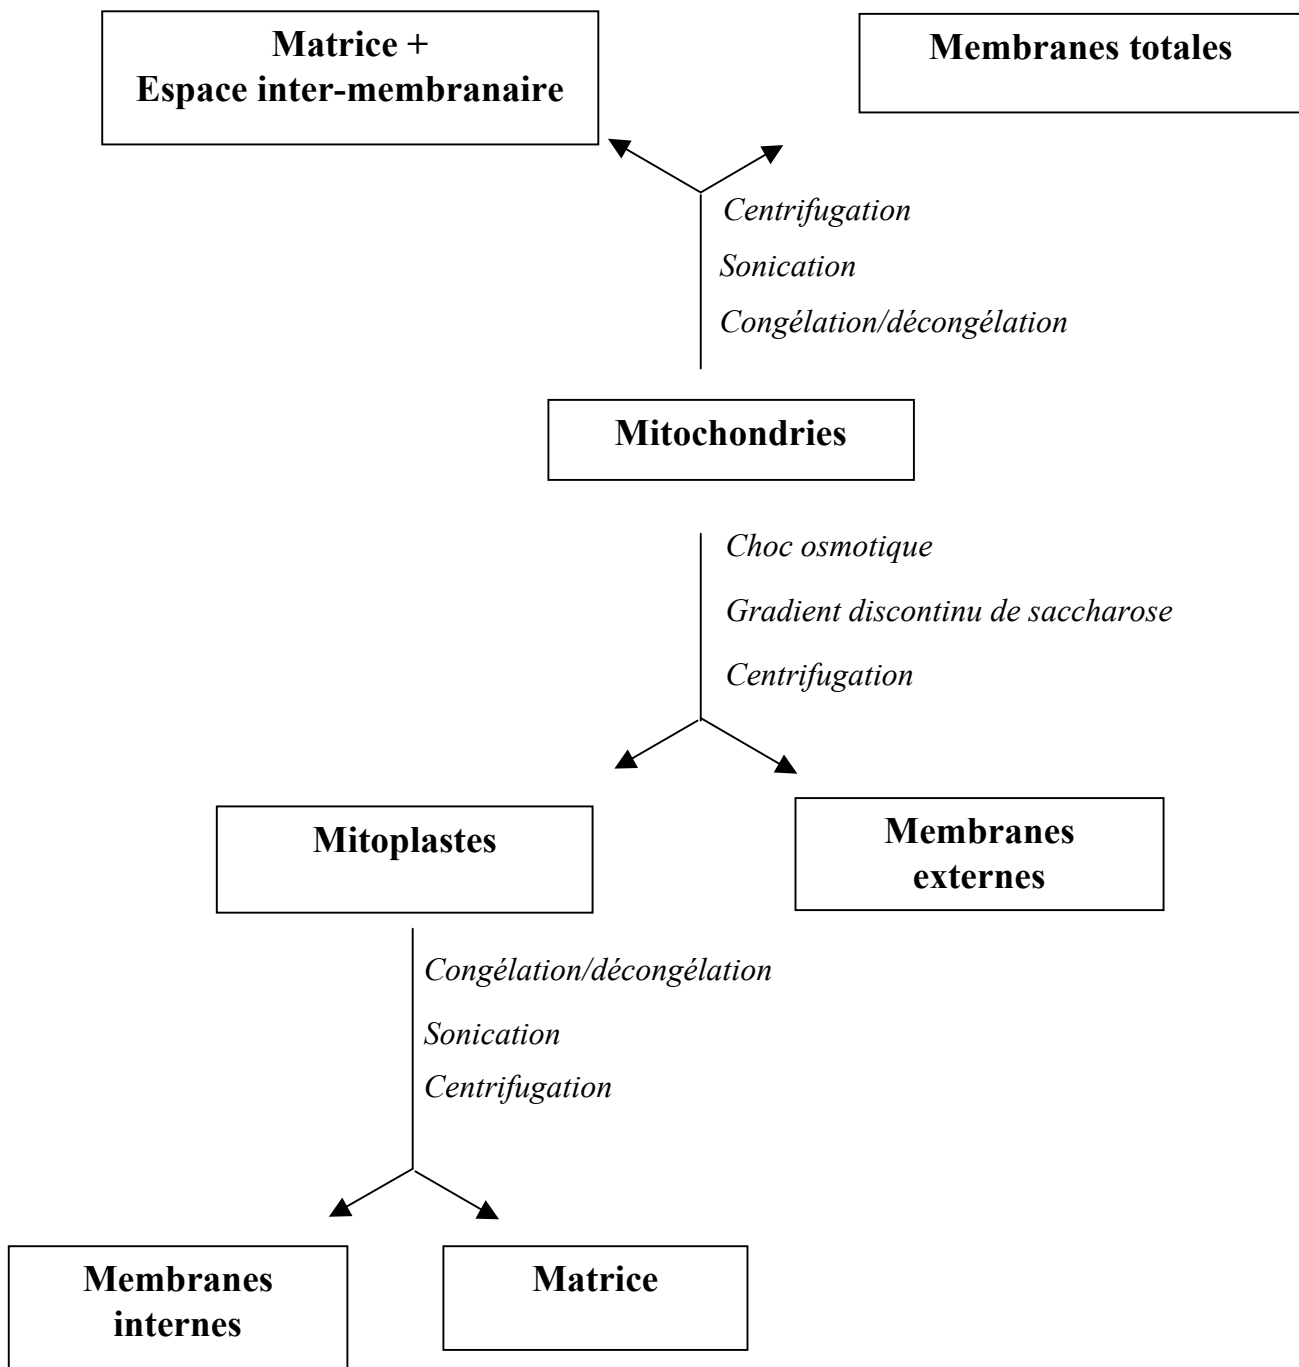 Matrice +
Espace inter-membranaire
Membranes totales
Centrifugation
Sonication
Congélation/décongélation
Mitochondries
Choc osmotique
Gradient discontinu de saccharose
Centrifugation
Mitoplastes
Membranes
externes
Congélation/décongélation
Sonication
Centrifugation
Membranes
internes
Matrice